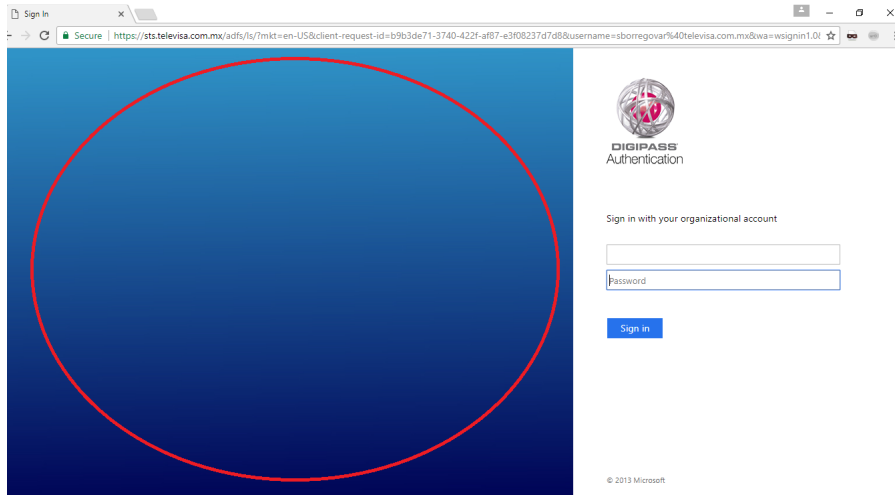 Sign In
Secure | https://sts.televisa.com.mx/adfs/ls/?mkt=en-US&client-request-id=b9b3de71-3740-422f-af87-e3f08237d7d8&username=sborregovar%40televisa.com.mx&wa=wsignin1.0&
DIGIPASS
Authentication
Sign in with your organizational account
Password
Sign in
© 2013 Microsoft